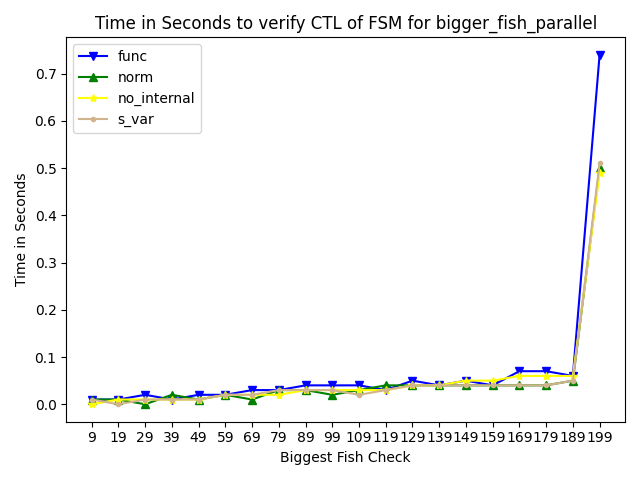 Time in Seconds to verify CTL of FSM for bigger_fish_parallel
func
norm
no_internal
s_var
0.7
0.6
0.5
0.4
0.3
0.2
0.1
0.0
Time in Seconds
9 19 29 39 49 59 69 79 89 99 109 119 129 139 149 159 169 179 189 199
Biggest Fish Check